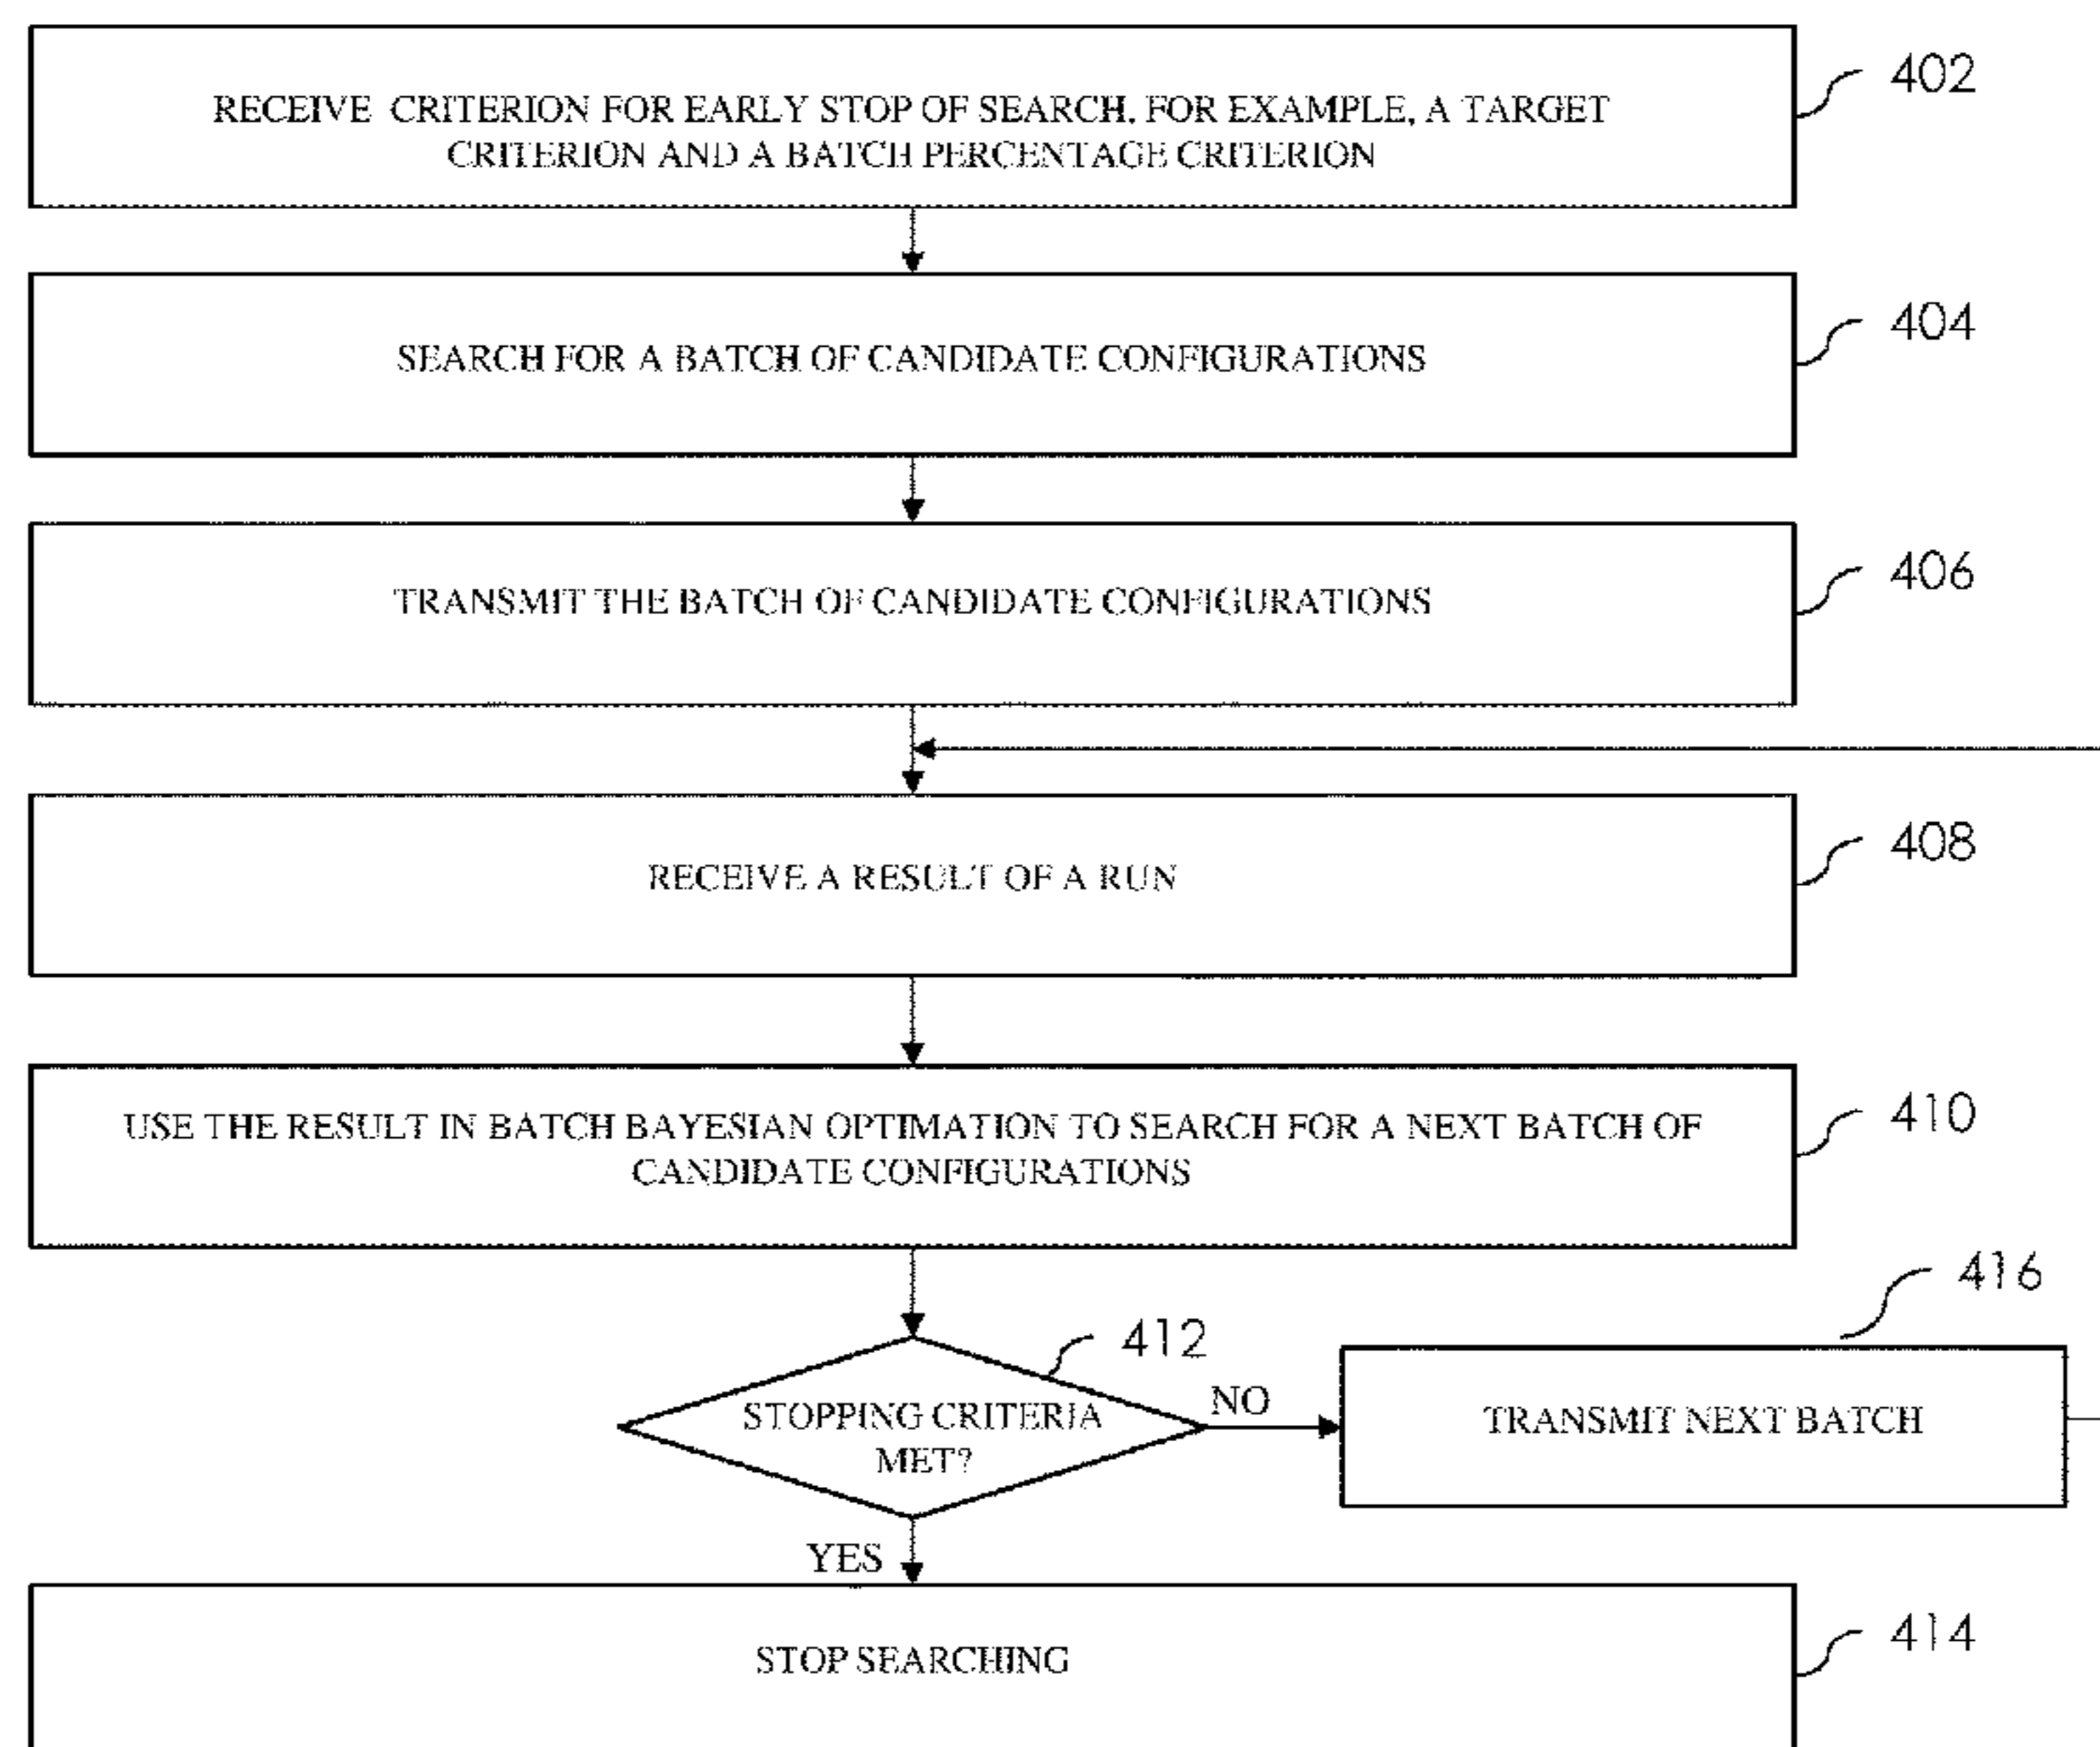 RECEIVE CRITERION FOR EARLY STOP OF SEARCH. FOR EXAMPLE, A TARGET
CRITERION AND A BATCH PERCENTAGE CRITERION
402
SEARCH FOR A BATCH OF CANDIDATE CONFIGURATIONS
404
TRANSMIT THE BATCH OF CANDIDATE CONFIGURATIONS
406
RECEIVE A RESULT OF A RUN
408
USE THE RESULT IN BATCH BAYESIAN OPTIMATION TO SEARCH FOR A NEXT BATCH OF
CANDIDATE CONFIGURATIONS
410
STOPPING CRITERIA
MET?
412
NO
TRANSMIT NEXT BATCH
416
YES
STOP SEARCHING
414